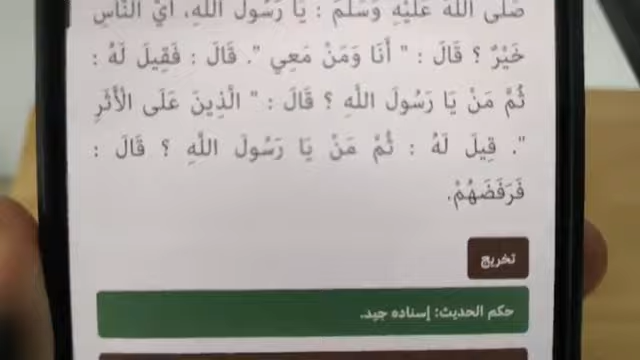 صَلَّى اللَّهُ عَلَيْهِ وَسَلَّمَ : يَا رَسُولَ اللَّهِ، أَيُّ النَّاسِ
خَيْرٌ ؟ قَالَ : " أَنَا وَمَنْ مَعِي ". قَالَ : فَقِيلَ لَهُ :
ثُمَّ مَنْ يَا رَسُولَ اللَّهِ ؟ قَالَ : " الَّذِينَ عَلَى الْأَثَرِ
". قِيلَ لَهُ : ثُمَّ مَنْ يَا رَسُولَ اللَّهِ ؟ قَالَ :
فَرَفَضَهُمْ.
تخريج
حكم الحديث: إسناده جيد.